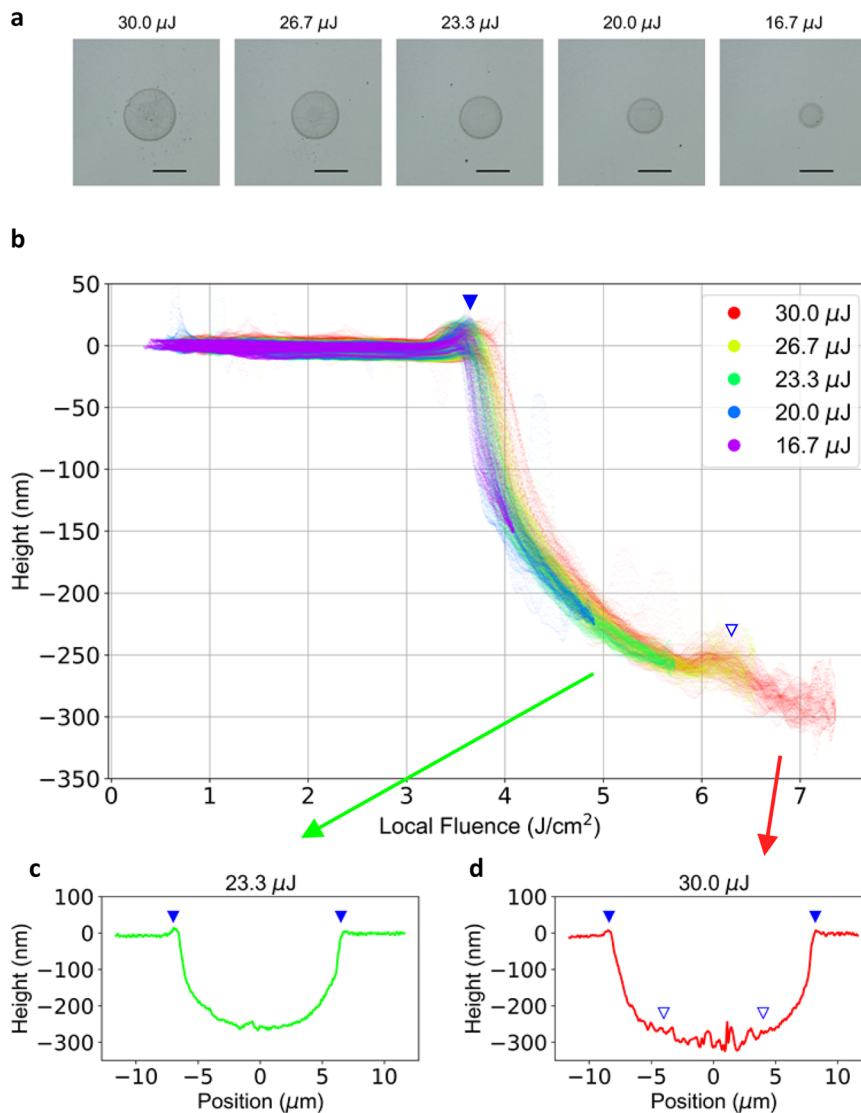 a
30.0 μJ 26.7 μJ 23.3 μJ 20.0 μJ 16.7 μJ
b
50
0
−50
−100
−150
−200
−250
−300
−350
Height (nm)
30.0 μJ
26.7 μJ
23.3 μJ
20.0 μJ
16.7 μJ
0 1 2 3 4 5 6 7
Local Fluence (J/cm²)
c
23.3 μJ
100
0
−100
−200
−300
Height (nm)
−10 −5 0 5 10
Position (μm)
d
30.0 μJ
100
0
−100
−200
−300
Height (nm)
−10 −5 0 5 10
Position (μm)